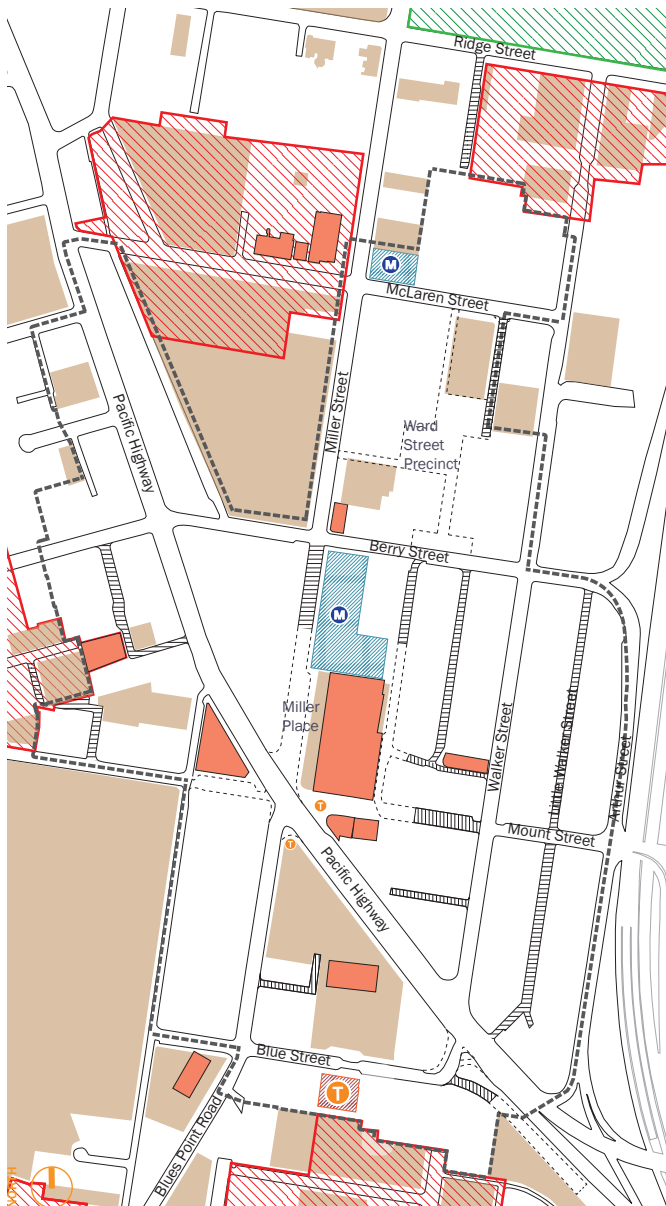 Ridge Street
M
McLaren Street
Pacific Highway
Miller Street
Ward
Street
Precinct
Berry Street
M
Miller
Place
Walker Street
Little Walker Street
Arthur Street
T
Mount Street
T
Pacific Highway
Blue Street
T
Blues Point Road
NORTH